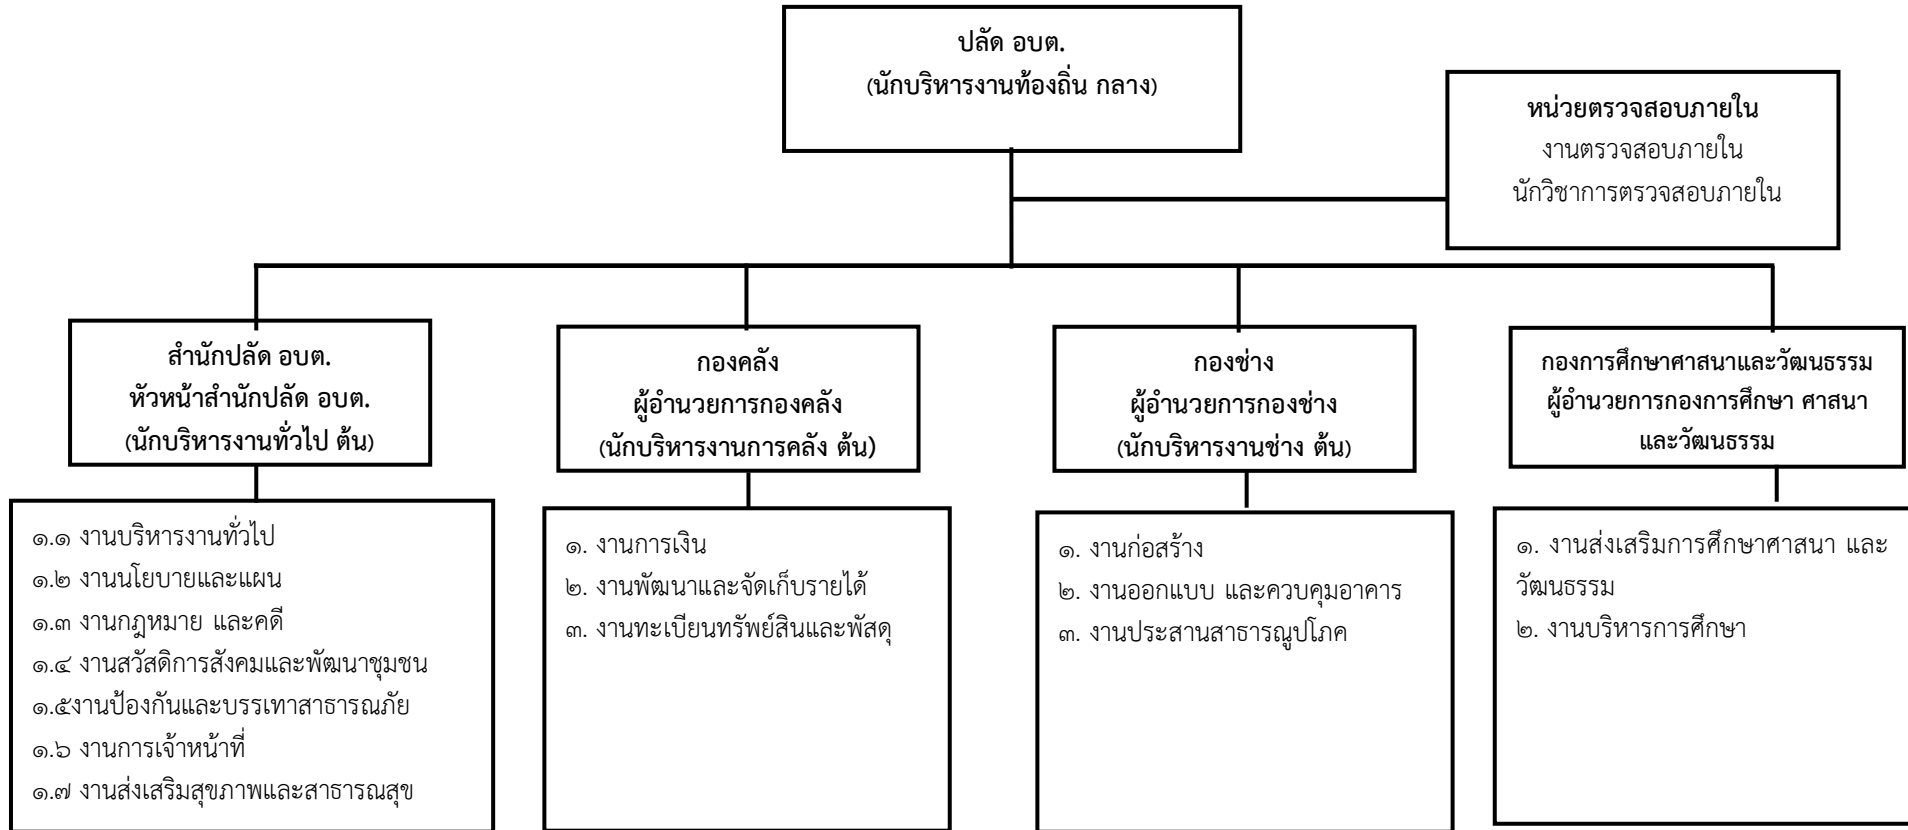 ปลัด อบต.
(นักบริหารงานท้องถิ่น กลาง)
หน่วยตรวจสอบภายใน
งานตรวจสอบภายใน
นักวิชาการตรวจสอบภายใน
สำนักปลัด อบต.
หัวหน้าสำนักปลัด อบต.
(นักบริหารงานทั่วไป ต้น)
กองคลัง
ผู้อำนวยการกองคลัง
(นักบริหารงานการคลัง ต้น)
กองช่าง
ผู้อำนวยการกองช่าง
(นักบริหารงานช่าง ต้น)
กองการศึกษาศาสนาและวัฒนธรรม
ผู้อำนวยการกองการศึกษา ศาสนา
และวัฒนธรรม
๑.๑ งานบริหารงานทั่วไป
๑.๒ งานนโยบายและแผน
๑.๓ งานกฎหมาย และคดี
๑.๔ งานสวัสดิการสังคมและพัฒนาชุมชน
๑.๕งานป้องกันและบรรเทาสาธารณภัย
๑.๖ งานการเจ้าหน้าที่
๑.๗ งานส่งเสริมสุขภาพและสาธารณสุข
๑. งานการเงิน
๒. งานพัฒนาและจัดเก็บรายได้
๓. งานทะเบียนทรัพย์สินและพัสดุ
๑. งานก่อสร้าง
๒. งานออกแบบ และควบคุมอาคาร
๓. งานประสานสาธารณูปโภค
๑. งานส่งเสริมการศึกษาศาสนา และ
วัฒนธรรม
๒. งานบริหารการศึกษา